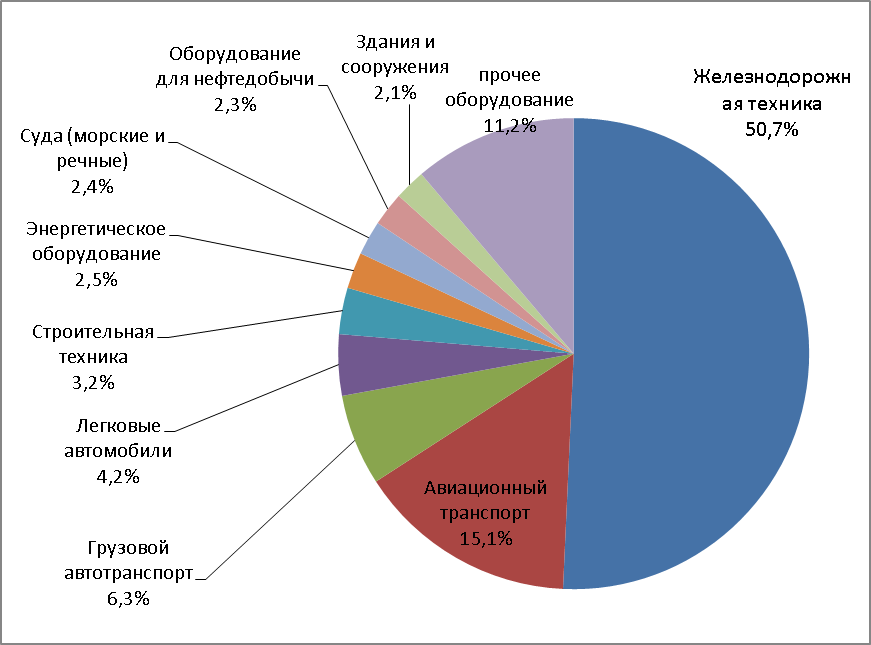 Железнодорожн
ая техника
50,7%
Авиационный
транспорт
15,1%
Грузовой
автотранспорт
6,3%
Легковые
автомобили
4,2%
Строительная
техника
3,2%
Энергетическое
оборудование
2,5%
Суда (морские и
речные)
2,4%
Оборудование
для нефтедобычи
2,3%
Здания и
сооружения
2,1%
прочее
оборудование
11,2%